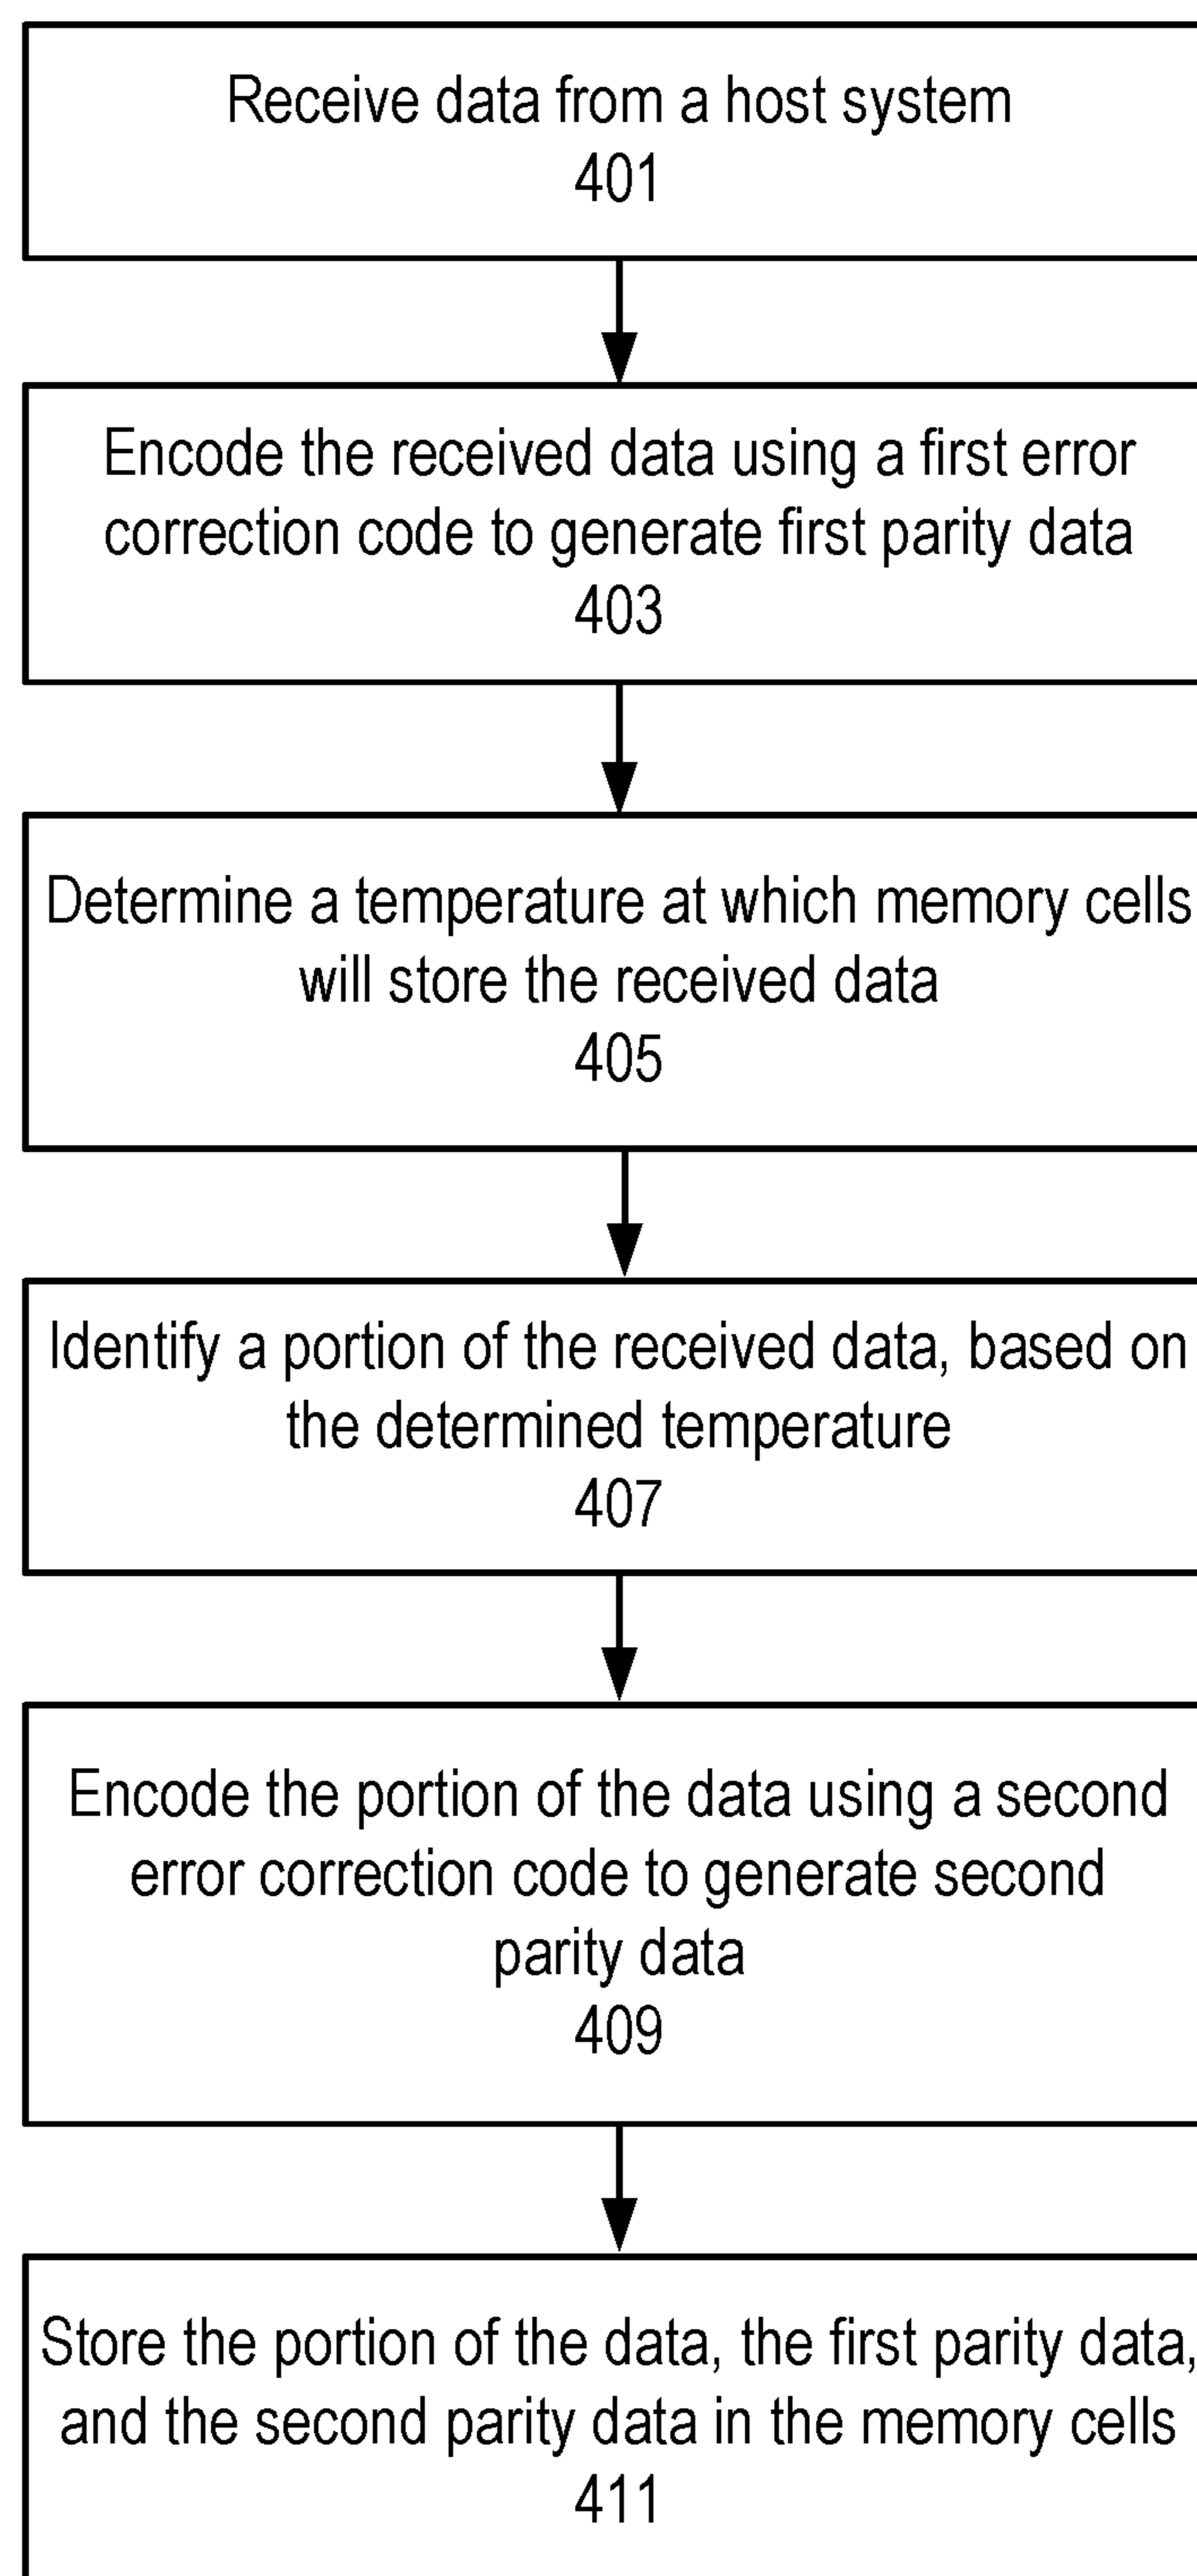 Receive data from a host system
401
Encode the received data using a first error
correction code to generate first parity data
403
Determine a temperature at which memory cells
will store the received data
405
Identify a portion of the received data, based on
the determined temperature
407
Encode the portion of the data using a second
error correction code to generate second
parity data
409
Store the portion of the data, the first parity data,
and the second parity data in the memory cells
411